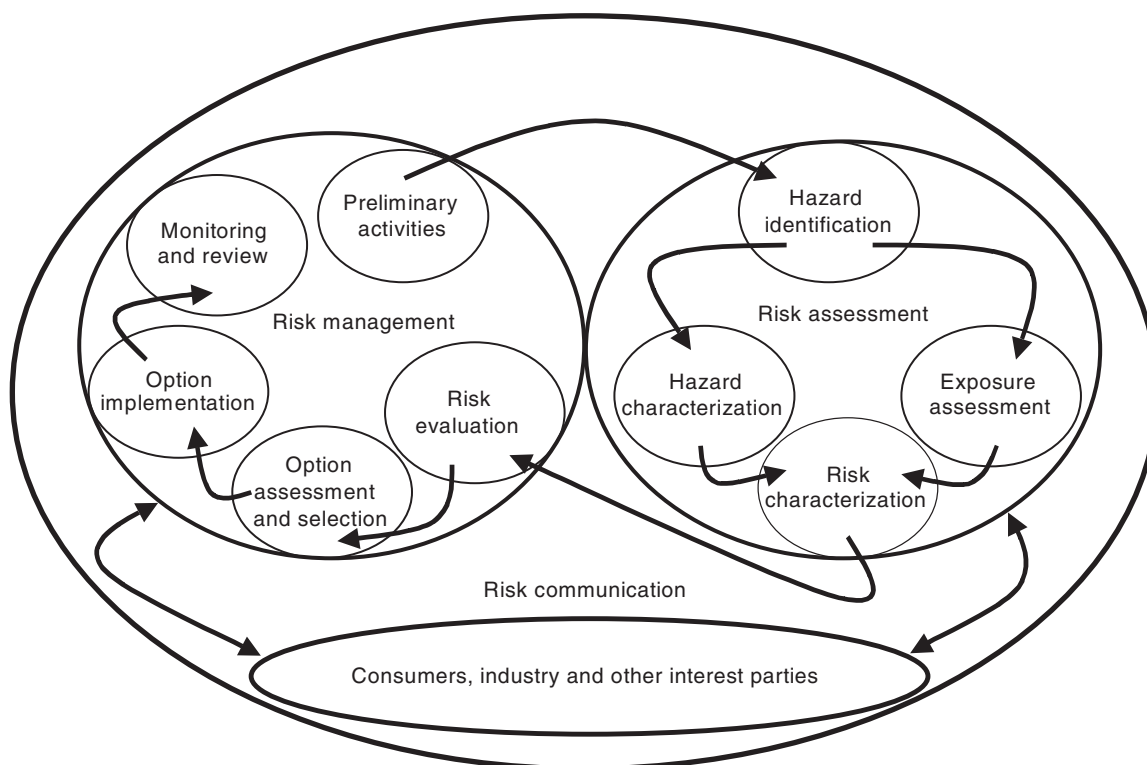 Preliminary
activities
Monitoring
and review
Risk management
Option
implementation
Risk
evaluation
Option
assessment
and selection
Hazard
identification
Risk assessment
Hazard
characterization
Exposure
assessment
Risk
characterization
Risk communication
Consumers, industry and other interest parties